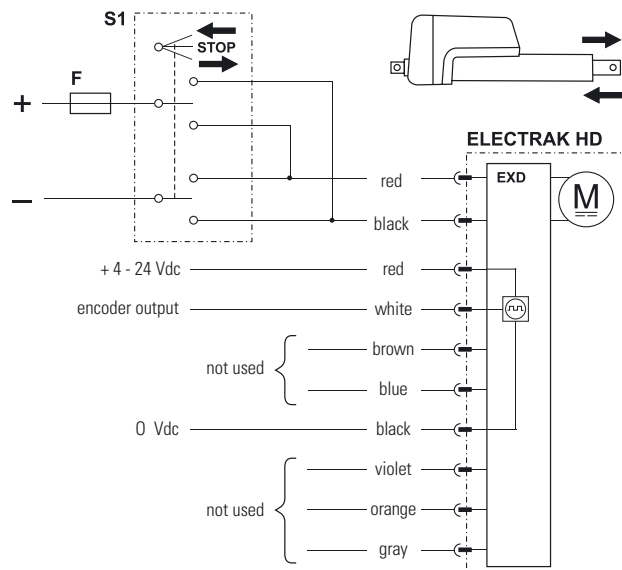 S1
STOP
F
+
–
ELECTRAK HD
EXD
M
red
black
+ 4 - 24 Vdc
red
encoder output
white
brown
not used
blue
0 Vdc
black
violet
not used
orange
gray